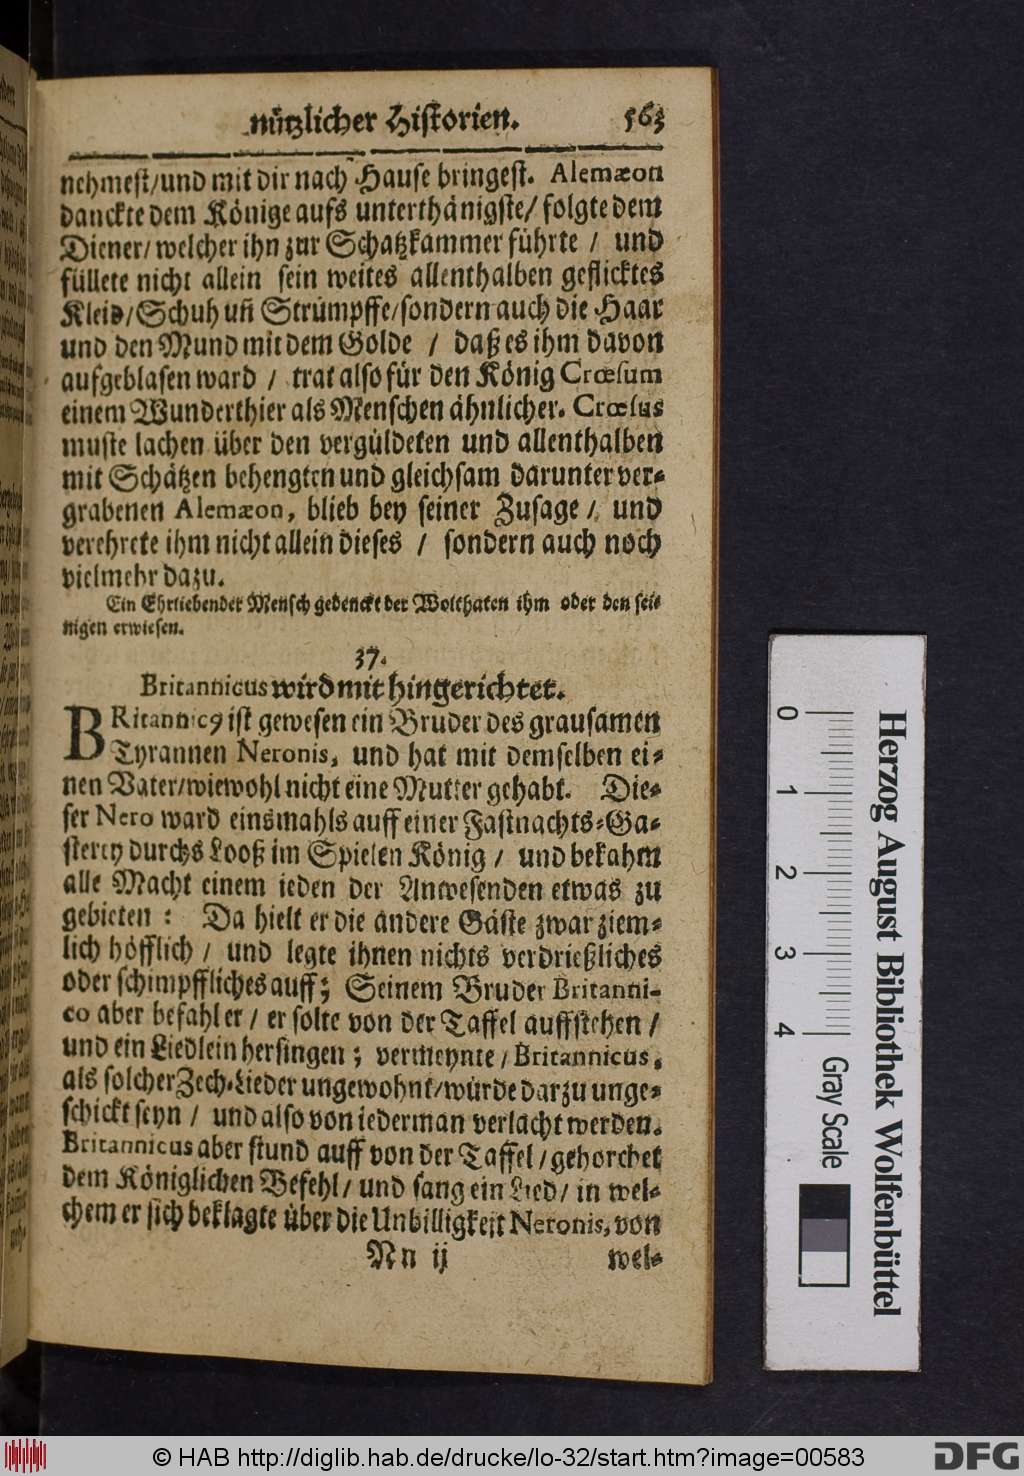 nützlicher Historien. 563
nehmest/und mit dir nach Hause bringest. Alemæon
danckte dem Könige aufs unterthänigste/ folgte dem
Diener/ welcher ihn zur Schatzkammer führte / und
füllete nicht allein sein weites allenthalben geflicktes
Kleid/Schuh uñ Strümpffe/sondern auch die Haar
und den Mund mit dem Golde / daß es ihm davon
aufgeblasen ward / trat also für den König Crœsum
einem Wunderthier als Menschen ähnlicher. Crœsus
muste lachen über den vergüldeten und allenthalben
mit Schätzen behengten und gleichsam darunter ver-
grabenen Alemæon, blieb bey seiner Zusage / und
verehrete ihm nicht allein dieses / sondern auch noch
vielmehr dazu.
Ein Ehrliebender Mensch gedenckt der Wolthaten ihm oder den sei-
nigen erwiesen.
37.
Britannicus wird mit hingerichtet.
BRitannicꝰ ist gewesen ein Bruder des grausamen
Tyrannen Neronis, und hat mit demselben ei-
nen Vater/wiewohl nicht eine Mutter gehabt. Die-
ser Nero ward einsmahls auff einer Fastnachts-Ga-
sterey durchs Looß im Spielen König / und bekahm
alle Macht einem ieden der Anwesenden etwas zu
gebieten : Da hielt er die andere Gäste zwar ziem-
lich höfflich / und legte ihnen nichts verdrießliches
oder schimpffliches auff; Seinem Bruder Britanni-
co aber befahl er / er solte von der Taffel auffstehen /
und ein Liedlein hersingen ; vermeynte / Britannicus,
als solcher Zech-Lieder ungewohnt/würde darzu unge-
schickt seyn / und also von iederman verlacht werden.
Britannicus aber stund auff von der Taffel / gehorchet
dem Königlichen Befehl / und sang ein Lied / in wel-
chem er sich beklagte über die Unbilligkeit Neronis, von
Nn ij wel-
0 1 2 3 4
Gray Scale
Herzog August Bibliothek Wolfenbüttel
© HAB http://diglib.hab.de/drucke/lo-32/start.htm?image=00583
DFG